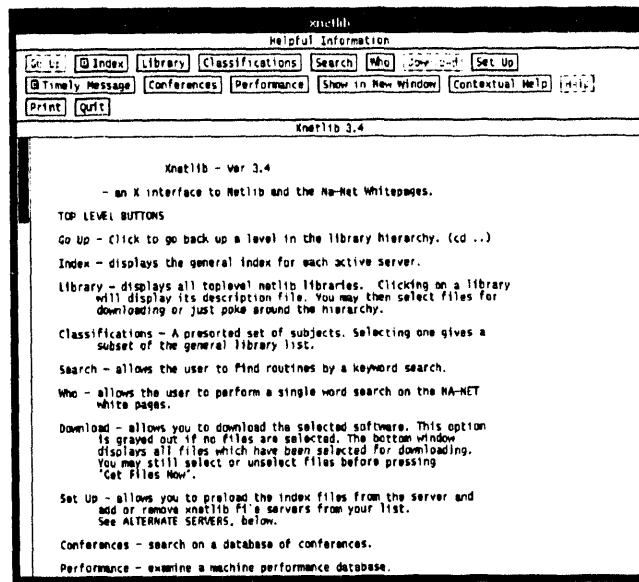 xnetlib
Helpful Information
Go Up Index Library Classifications Search Who Download Set Up
Timely Message Conferences Performance Show in New Window Contextual Help Help
Print Quit
Xnetlib 3.4
Xnetlib - Ver 3.4
- an X interface to Netlib and the Na-Net Whitepages.
TOP LEVEL BUTTONS
Go Up - Click to go back up a level in the library hierarchy. (cd ..)
Index - displays the general index for each active server.
Library - displays all toplevel netlib libraries. Clicking on a library
will display its description file. You may then select files for
downloading or just poke around the hierarchy.
Classifications - A presorted set of subjects. Selecting one gives a
subset of the general library list.
Search - allows the user to find routines by a keyword search.
Who - allows the user to perform a single word search on the NA-NET
white pages.
Download - allows you to download the selected software. This option
is grayed out if no files are selected. The bottom window
displays all files which have been selected for downloading.
You may still select or unselect files before pressing
'Get Files Now'.
Set Up - allows you to preload the index files from the server and
add or remove xnetlib file servers from your list.
See ALTERNATE SERVERS, below.
Conferences - search on a database of conferences.
Performance - examine a machine performance database.